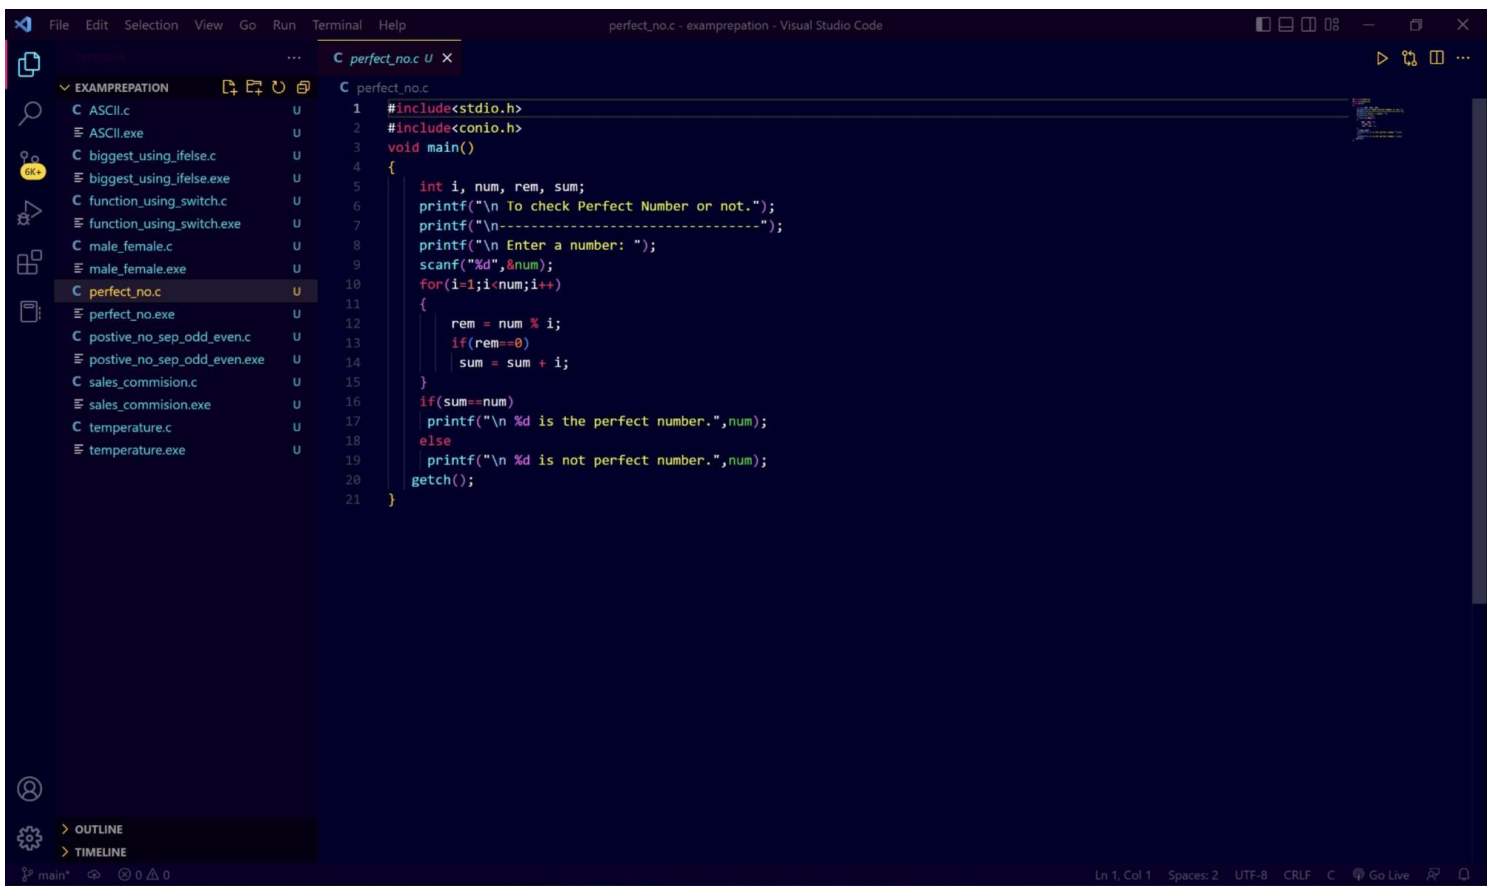 File Edit Selection View Go Run Terminal Help perfect_no.c - examprepation - Visual Studio Code
C perfect_no.c U
EXAMPREPATION
C ASCII.c U
ASCII.exe U
C biggest_using_ifelse.c U
biggest_using_ifelse.exe U
C function_using_switch.c U
function_using_switch.exe U
C male_female.c U
male_female.exe U
C perfect_no.c U
perfect_no.exe U
C postive_no_sep_odd_even.c U
postive_no_sep_odd_even.exe U
C sales_commision.c U
sales_commision.exe U
C temperature.c U
temperature.exe U
6K+
OUTLINE
TIMELINE
C perfect_no.c
1 #include<stdio.h>
2 #include<conio.h>
3 void main()
4 {
5 int i, num, rem, sum;
6 printf("\n To check Perfect Number or not.");
7 printf("\n---------------------------------");
8 printf("\n Enter a number: ");
9 scanf("%d",&num);
10 for(i=1;i<num;i++)
11 {
12 rem = num % i;
13 if(rem==0)
14 sum = sum + i;
15 }
16 if(sum==num)
17 printf("\n %d is the perfect number.",num);
18 else
19 printf("\n %d is not perfect number.",num);
20 getch();
21 }
main* 0 0 Ln 1, Col 1 Spaces: 2 UTF-8 CRLF C Go Live